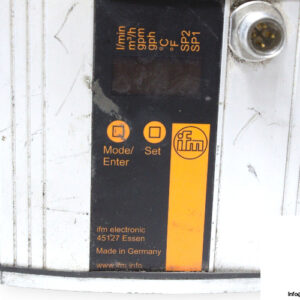 l/min
m³/h
gpm
gph
°C
°F
SP2
SP1
Mode/ Set
Enter
ifm
ifm electronic
45127 Essen
Made in Germany
www.ifm.info